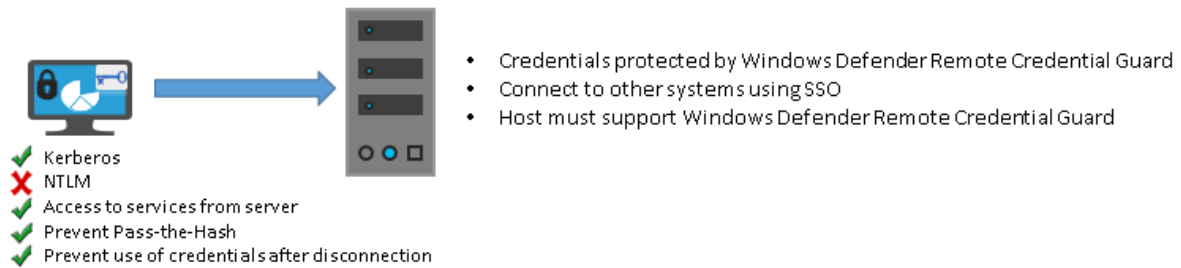 Credentials protected by Windows Defender Remote Credential Guard
Connect to other systems using SSO
Host must support Windows Defender Remote Credential Guard
Kerberos
NTLM
Access to services from server
Prevent Pass-the-Hash
Prevent use of credentials after disconnection